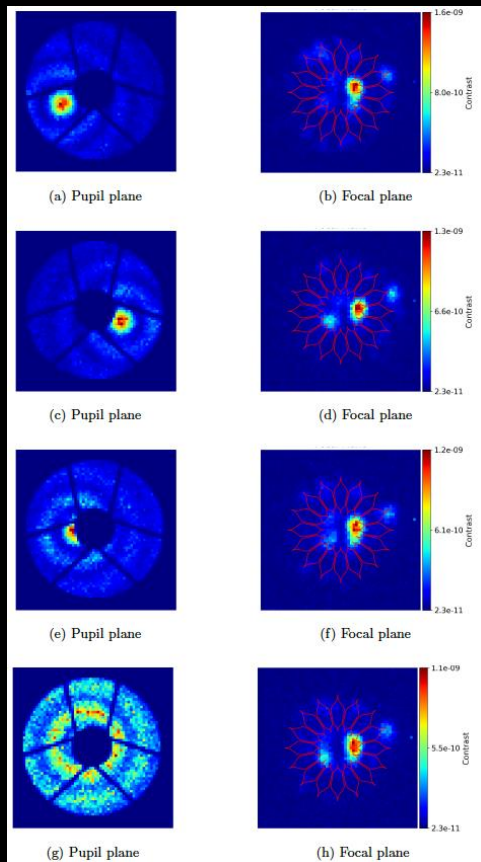 1.6e-09
8.0e-10
Contrast
2.3e-11
(a) Pupil plane
(b) Focal plane
1.3e-09
6.6e-10
Contrast
2.3e-11
(c) Pupil plane
(d) Focal plane
1.2e-09
6.1e-10
Contrast
2.3e-11
(e) Pupil plane
(f) Focal plane
1.1e-09
5.5e-10
Contrast
2.3e-11
(g) Pupil plane
(h) Focal plane